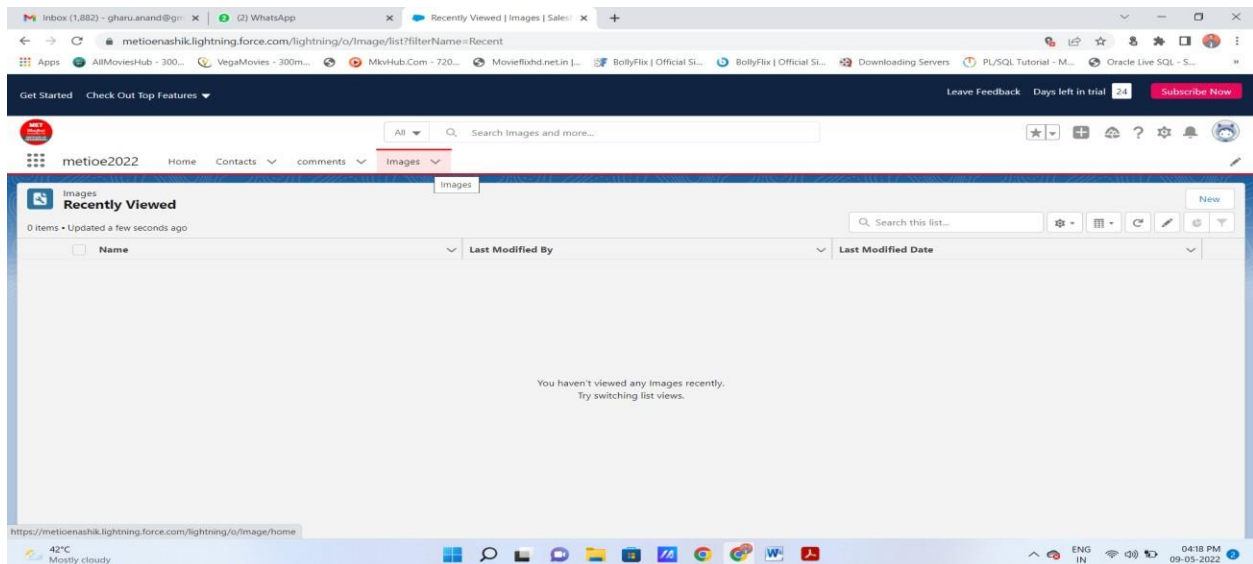 Inbox (1,882) - gharu.anand@gm
(2) WhatsApp
Recently Viewed | Images | Sales
metioenashik.lightning.force.com/lightning/o/Image/list?filterName=Recent
Apps AllMoviesHub - 300... VegaMovies - 300m... MkvHub.Com - 720... Movieflixhd.net.in |... BollyFlix | Official Si... BollyFlix | Official Si... Downloading Servers PL/SQL Tutorial - M... Oracle Live SQL - S... »
Get Started Check Out Top Features Leave Feedback Days left in trial 24 Subscribe Now
MET
All Search Images and more...
metioe2022 Home Contacts comments Images
Images
Images
Recently Viewed
New
0 items • Updated a few seconds ago
Search this list...
Name Last Modified By Last Modified Date
You haven't viewed any Images recently.
Try switching list views.
https://metioenashik.lightning.force.com/lightning/o/Image/home
42°C
Mostly cloudy
ENG
IN
04:18 PM
09-05-2022
2